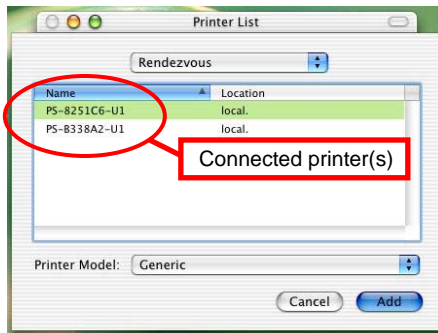 Printer List
Rendezvous
Name Location
PS-8251C6-U1 local.
PS-B338A2-U1 local.
Connected printer(s)
Printer Model: Generic
Cancel Add